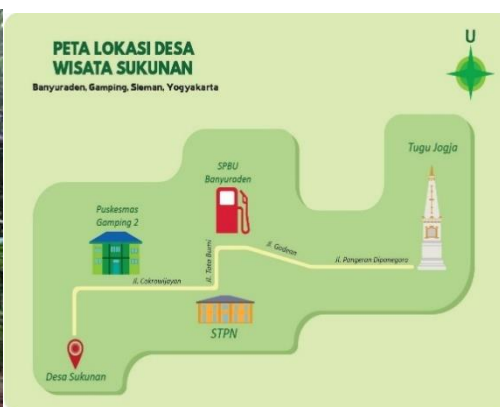 PETA LOKASI DESA
WISATA SUKUNAN
Banyuraden, Gamping, Sleman, Yogyakarta
U
Tugu Jogja
SPBU
Banyuraden
Puskesmas
Gamping 2
Jl. Godean
Jl. Pangeran Diponegoro
Jl. Tata Bumi
Jl. Cokrowijayan
STPN
Desa Sukunan